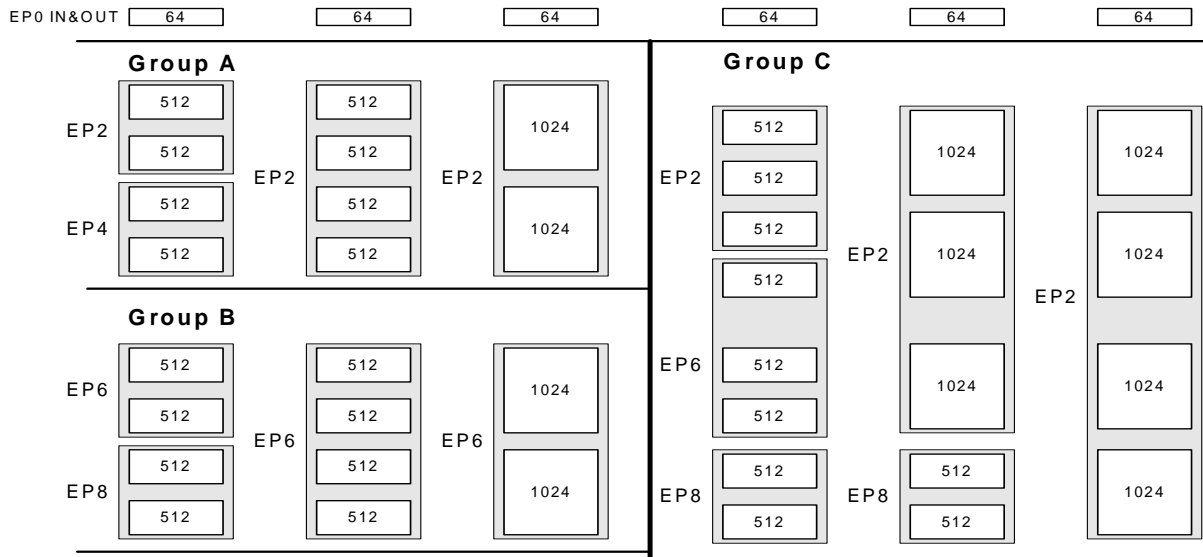 EP0 IN&OUT 64 64 64 64 64 64
Group A
EP2 512 512
EP4 512 512
EP2 512 512 512 512
EP2 1024 1024
Group B
EP6 512 512
EP8 512 512
EP6 512 512 512 512
EP6 1024 1024
Group C
EP2 512 512 512
EP6 512 512 512
EP8 512 512
EP2 1024 1024 1024
EP8 512 512
EP2 1024 1024 1024 1024